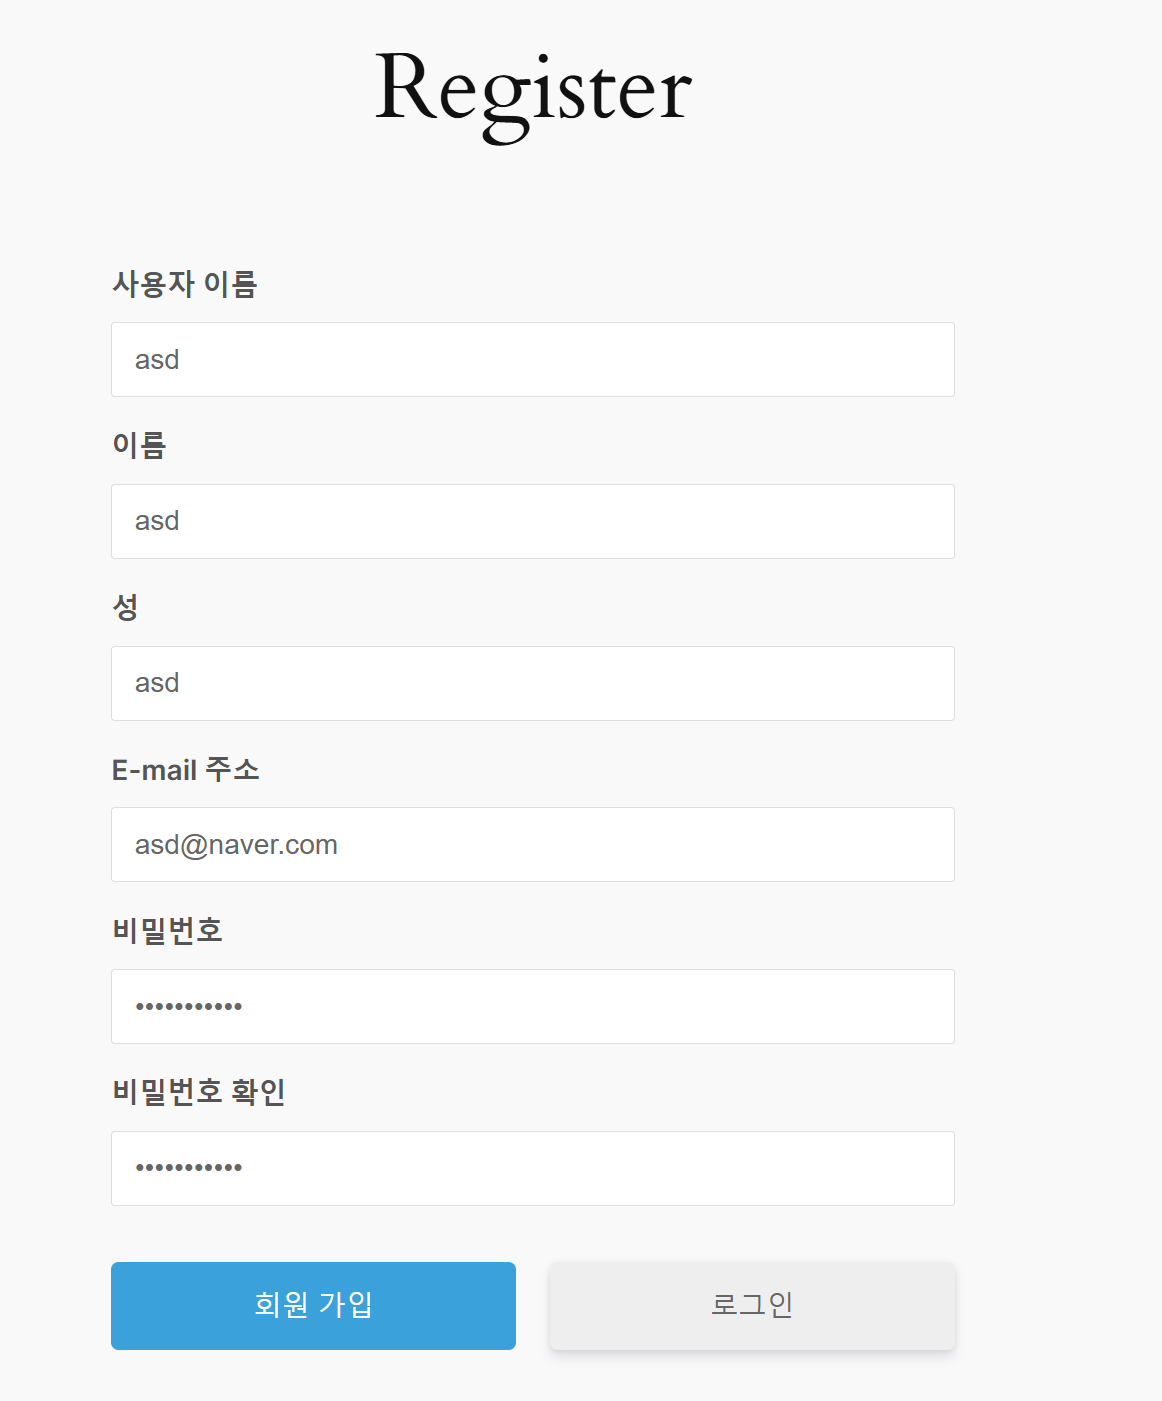 Register
사용자 이름
asd
이름
asd
성
asd
E-mail 주소
asd@naver.com
비밀번호
•••••••••••
비밀번호 확인
•••••••••••
회원 가입
로그인